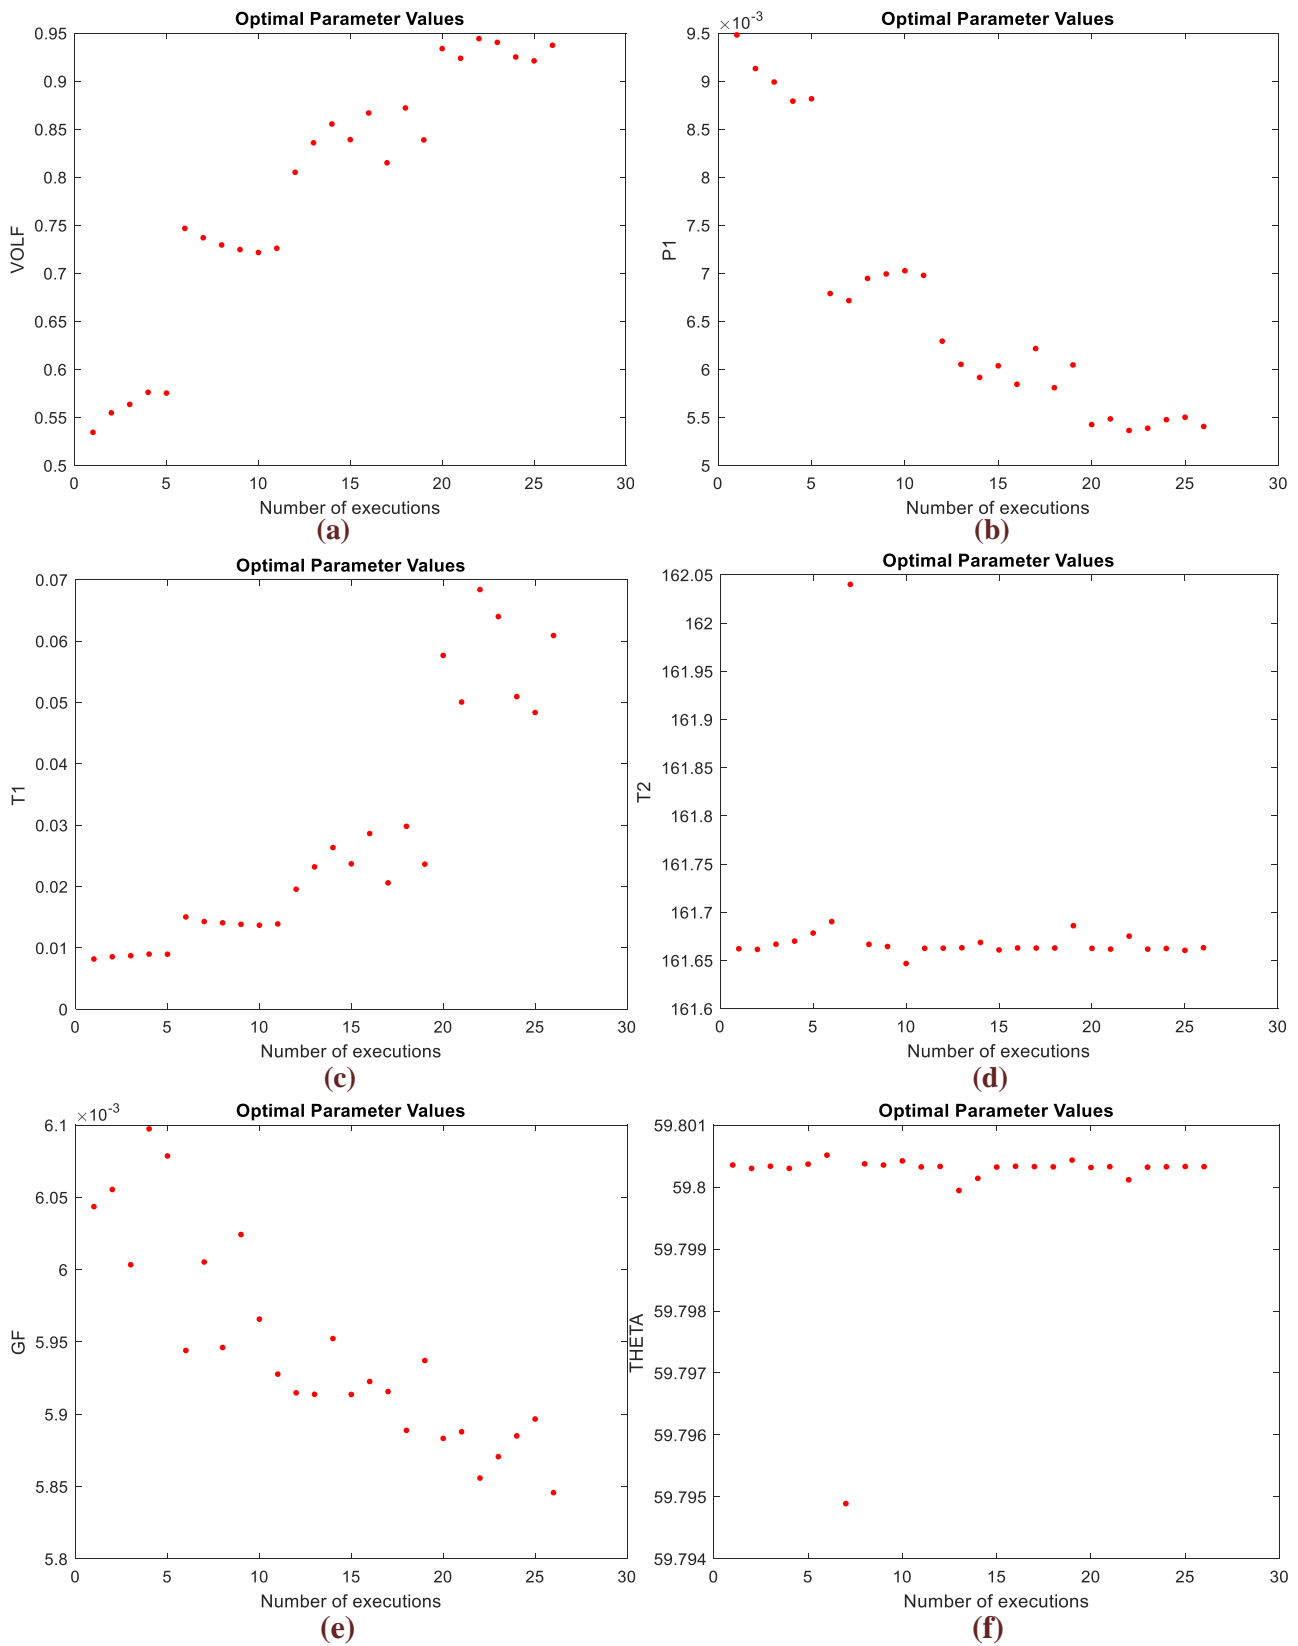 Optimal Parameter Values
0.95
0.9
0.85
0.8
0.75
0.7
0.65
0.6
0.55
0.5
VOLF
0 5 10 15 20 25 30
Number of executions
(a)
Optimal Parameter Values
×10-3
9.5
9
8.5
8
7.5
7
6.5
6
5.5
5
P1
0 5 10 15 20 25 30
Number of executions
(b)
Optimal Parameter Values
0.07
0.06
0.05
0.04
0.03
0.02
0.01
0
T1
0 5 10 15 20 25 30
Number of executions
(c)
Optimal Parameter Values
162.05
162
161.95
161.9
161.85
161.8
161.75
161.7
161.65
161.6
T2
0 5 10 15 20 25 30
Number of executions
(d)
Optimal Parameter Values
×10-3
6.1
6.05
6
5.95
5.9
5.85
5.8
GF
0 5 10 15 20 25 30
Number of executions
(e)
Optimal Parameter Values
59.801
59.8
59.799
59.798
59.797
59.796
59.795
59.794
THETA
0 5 10 15 20 25 30
Number of executions
(f)